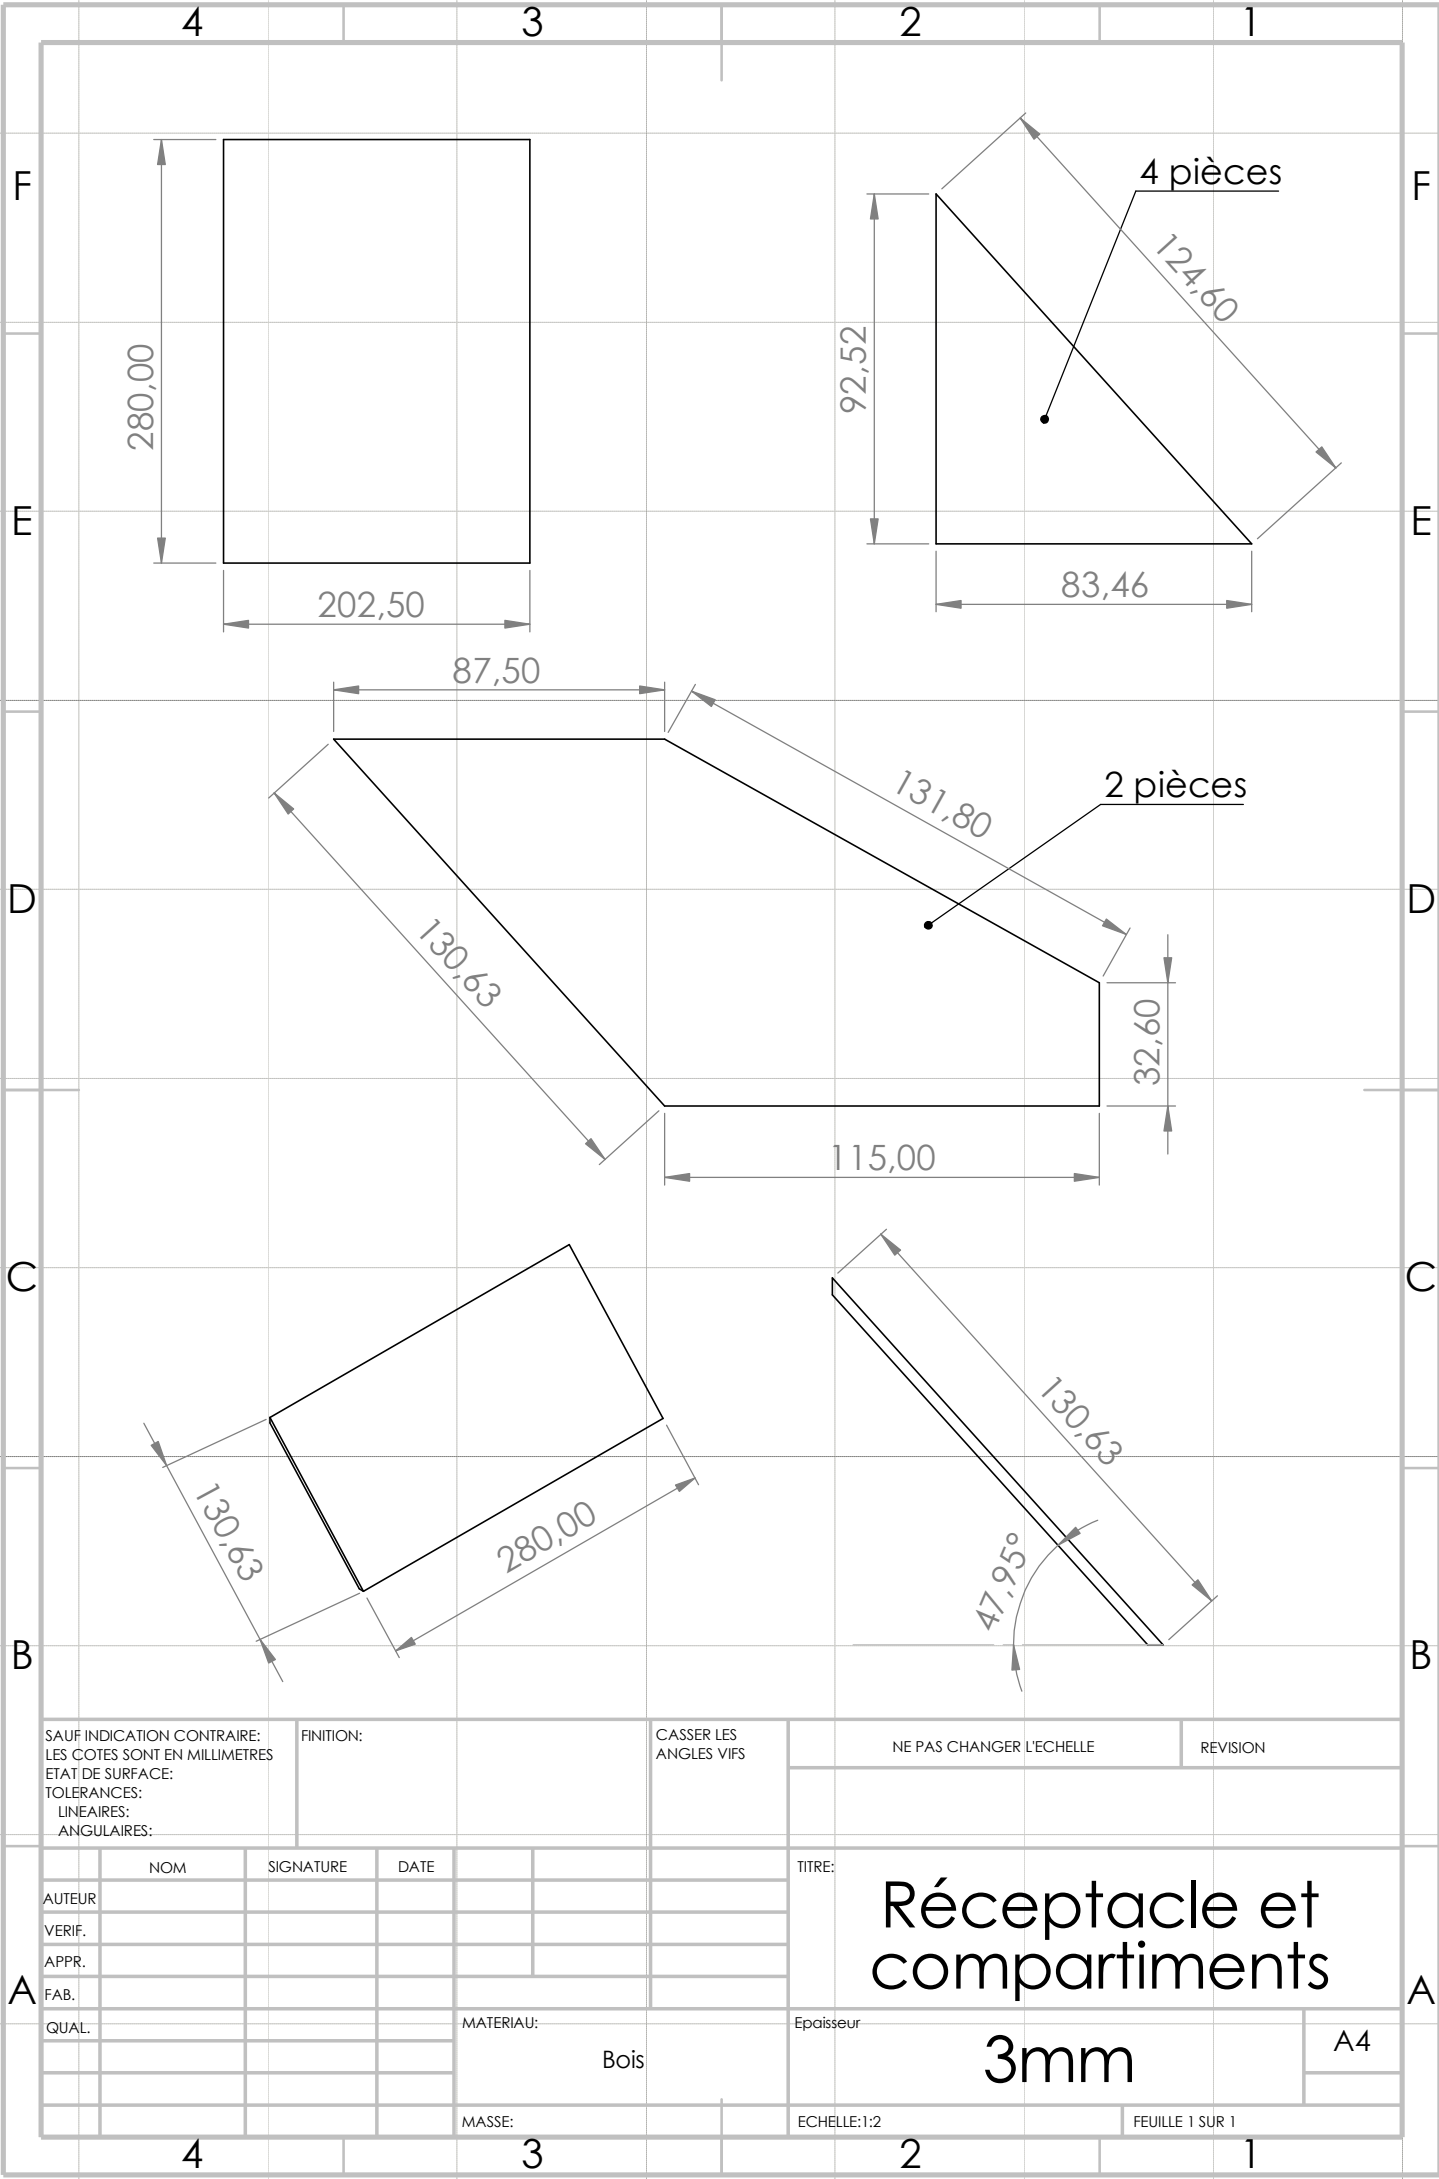 4 3 2 1
F F
4 pièces
124,60
92,52
280,00
E E
83,46
202,50
87,50
131,80
2 pièces
D D
130,63
32,60
115,00
C C
130,63
130,63
280,00
47,95°
B B
SAUF INDICATION CONTRAIRE:
LES COTES SONT EN MILLIMETRES
ETAT DE SURFACE:
TOLERANCES:
LINEAIRES:
ANGULAIRES:
FINITION:
CASSER LES
ANGLES VIFS
NE PAS CHANGER L'ECHELLE
REVISION
NOM SIGNATURE DATE
AUTEUR
VERIF.
APPR.
FAB.
QUAL.
TITRE:
Réceptacle et
compartiments
A A
MATERIAU:
Bois
Epaisseur
3mm
A4
MASSE:
ECHELLE:1:2
FEUILLE 1 SUR 1
4 3 2 1